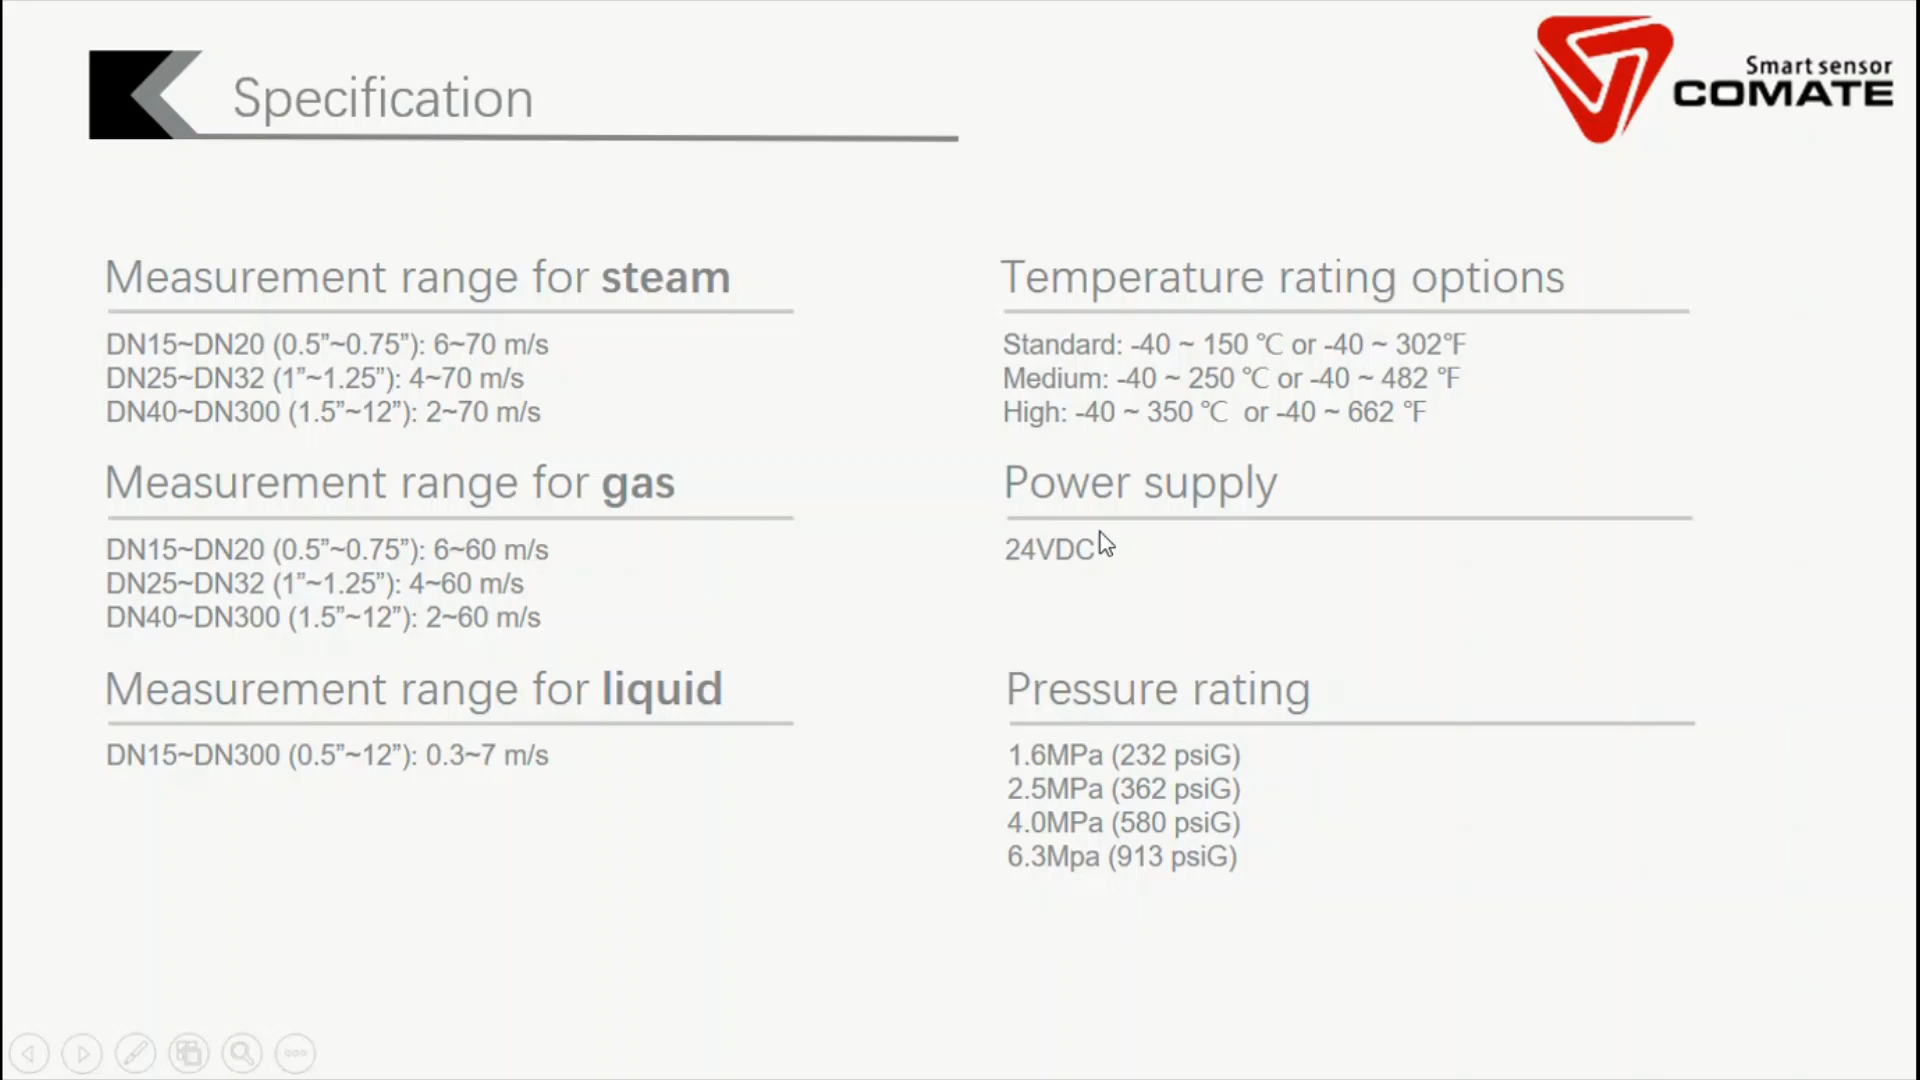 Specification
Smart sensor
COMATE
Measurement range for steam
DN15~DN20 (0.5”~0.75”): 6~70 m/s
DN25~DN32 (1”~1.25”): 4~70 m/s
DN40~DN300 (1.5”~12”): 2~70 m/s
Measurement range for gas
DN15~DN20 (0.5”~0.75”): 6~60 m/s
DN25~DN32 (1”~1.25”): 4~60 m/s
DN40~DN300 (1.5”~12”): 2~60 m/s
Measurement range for liquid
DN15~DN300 (0.5”~12”): 0.3~7 m/s
Temperature rating options
Standard: -40 ~ 150 ℃ or -40 ~ 302℉
Medium: -40 ~ 250 ℃ or -40 ~ 482 ℉
High: -40 ~ 350 ℃ or -40 ~ 662 ℉
Power supply
24VDC
Pressure rating
1.6MPa (232 psiG)
2.5MPa (362 psiG)
4.0MPa (580 psiG)
6.3Mpa (913 psiG)